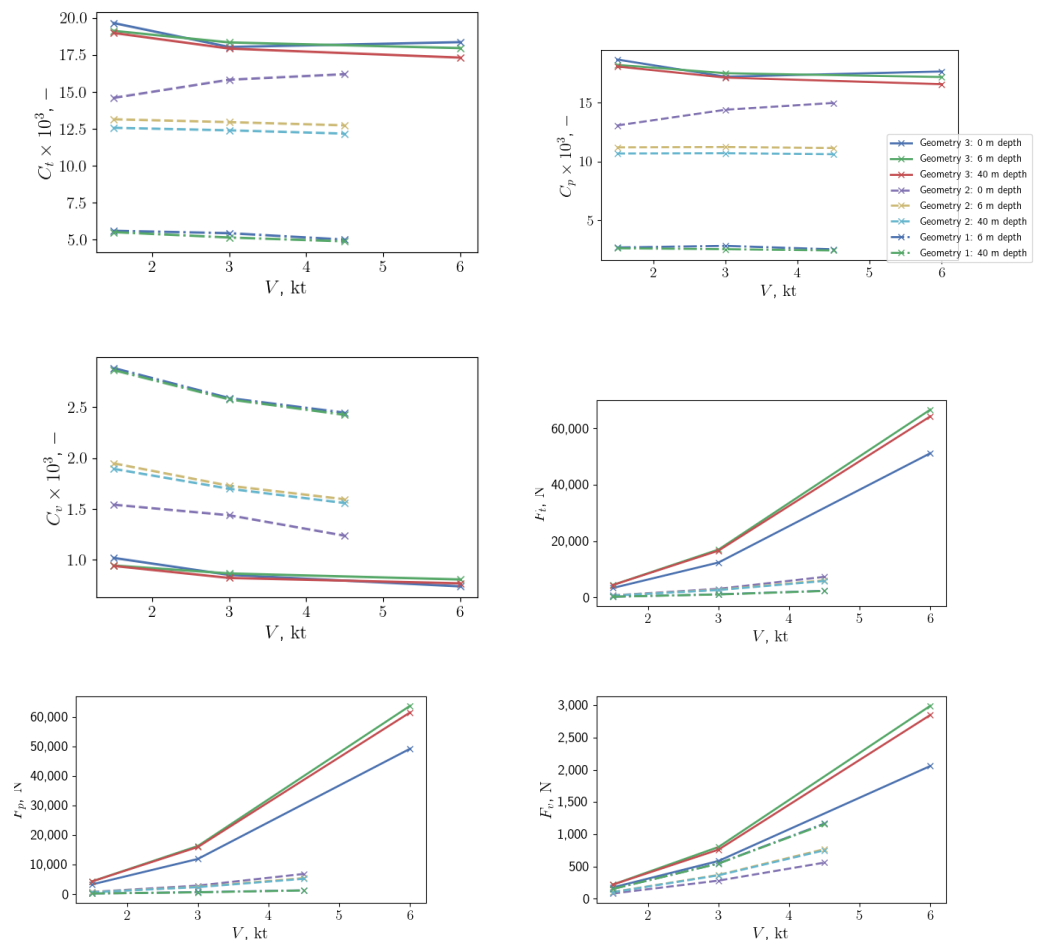 20.0
17.5
15.0
12.5
10.0
7.5
5.0
2 3 4 5 6
C_t × 10^3, −
V, kt
15
10
5
2 3 4 5 6
C_p × 10^3, −
V, kt
Geometry 3: 0 m depth
Geometry 3: 6 m depth
Geometry 3: 40 m depth
Geometry 2: 0 m depth
Geometry 2: 6 m depth
Geometry 2: 40 m depth
Geometry 1: 6 m depth
Geometry 1: 40 m depth
2.5
2.0
1.5
1.0
2 3 4 5 6
C_v × 10^3, −
V, kt
60,000
40,000
20,000
0
2 3 4 5 6
F_t, N
V, kt
60,000
50,000
40,000
30,000
20,000
10,000
0
2 3 4 5 6
F_p, N
V, kt
3,000
2,500
2,000
1,500
1,000
500
0
2 3 4 5 6
F_v, N
V, kt